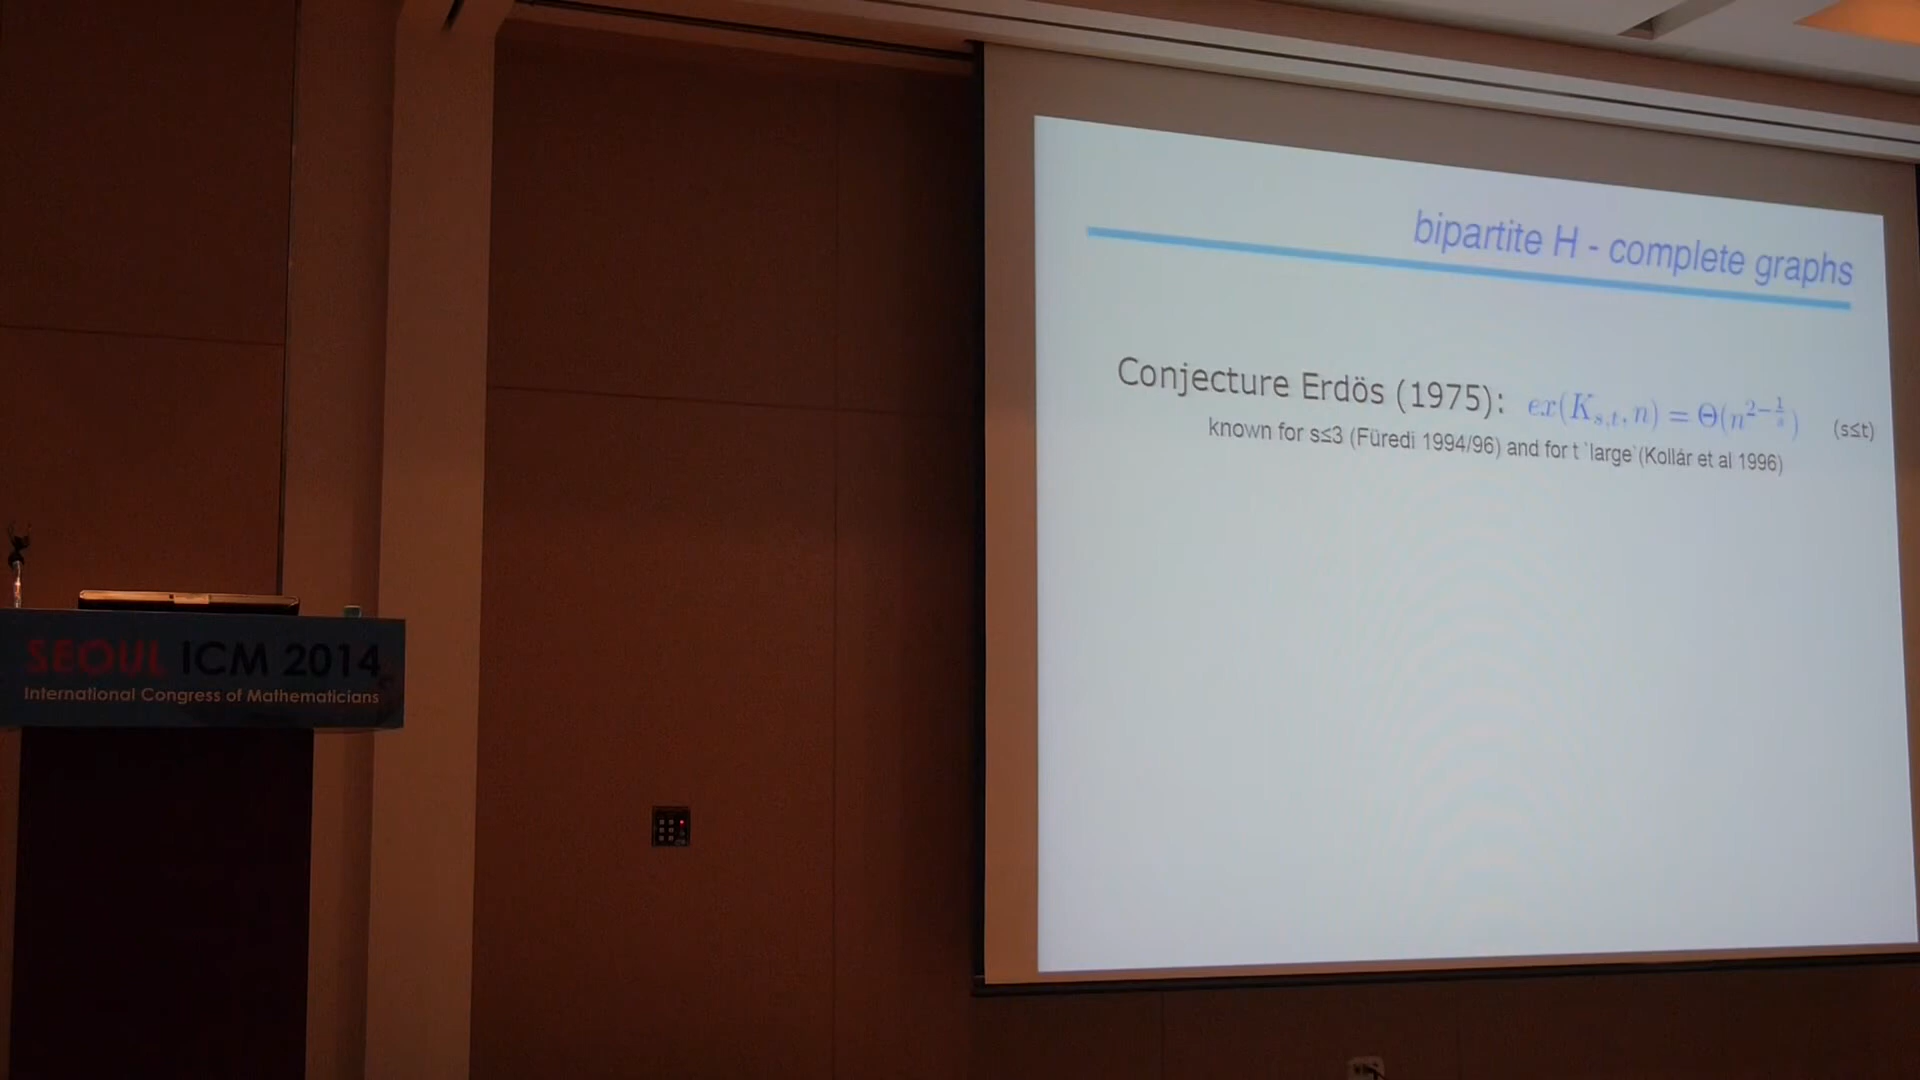 bipartite H - complete graphs
Conjecture Erdös (1975): ex(K_{s,t}, n) = Θ(n^{2-\frac{1}{s}}) (s≤t)
known for s≤3 (Füredi 1994/96) and for t `large`(Kollár et al 1996)
SEOUL ICM 2014
International Congress of Mathematicians